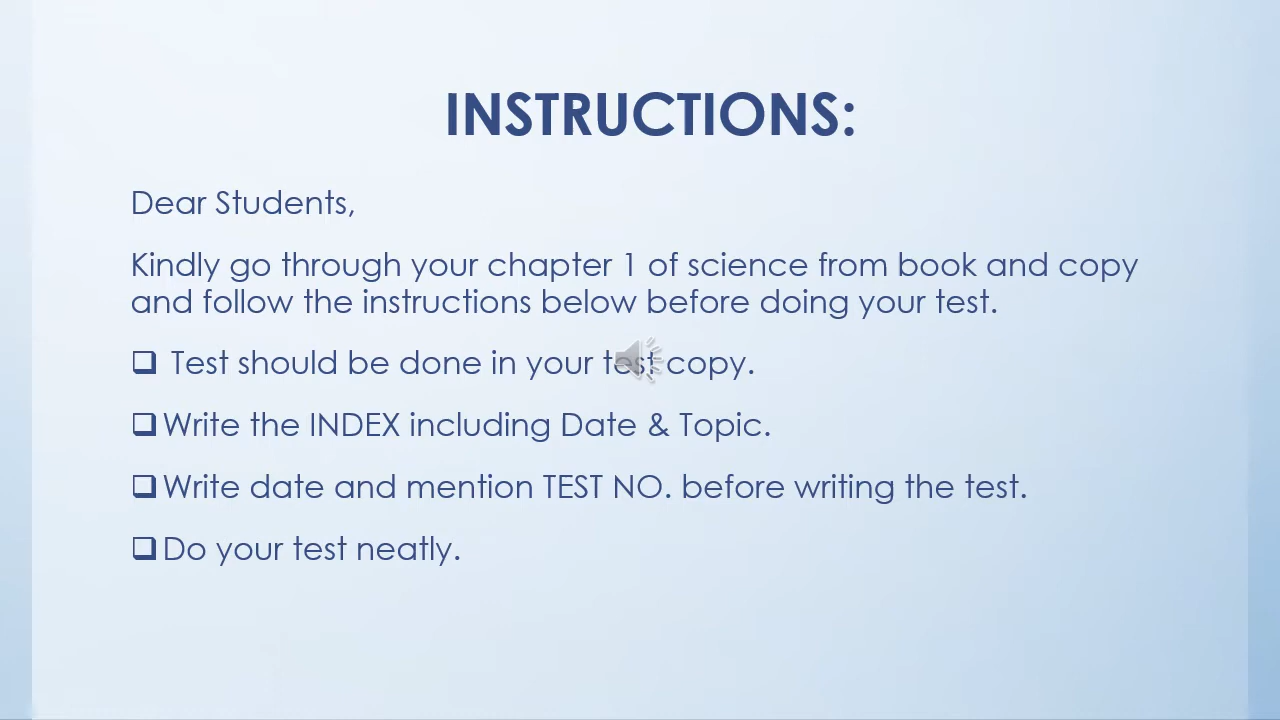 INSTRUCTIONS:
Dear Students,
Kindly go through your chapter 1 of science from book and copy
and follow the instructions below before doing your test.
❑ Test should be done in your test copy.
❑ Write the INDEX including Date & Topic.
❑ Write date and mention TEST NO. before writing the test.
❑ Do your test neatly.